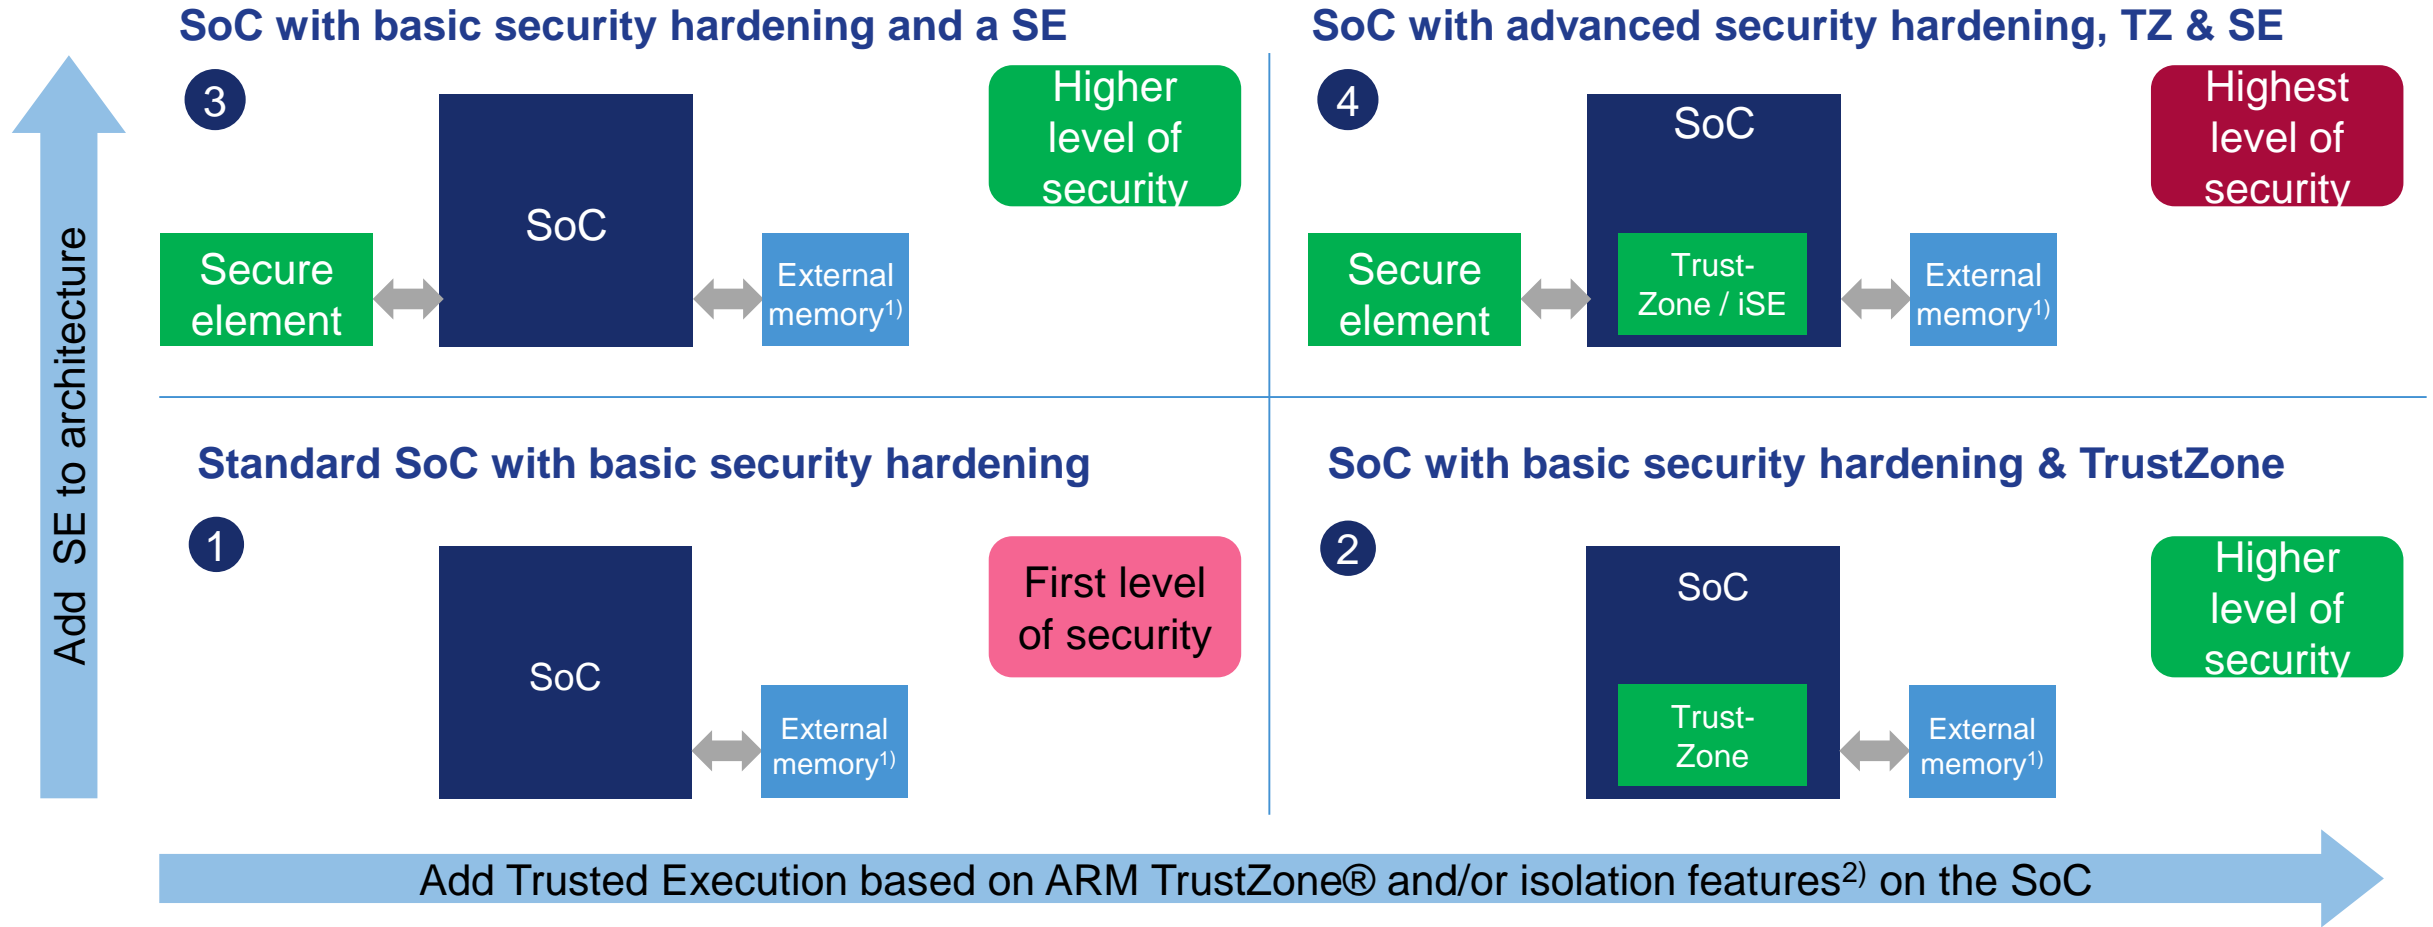 SoC with basic security hardening and a SE
3
Higher
level of
security
SoC
Secure
element
External
memory1)
SoC with advanced security hardening, TZ & SE
4
Highest
level of
security
SoC
Secure
element
Trust-
Zone / iSE
External
memory1)
Add SE to architecture
Standard SoC with basic security hardening
1
First level
of security
SoC
External
memory1)
SoC with basic security hardening & TrustZone
2
Higher
level of
security
SoC
Trust-
Zone
External
memory1)
Add Trusted Execution based on ARM TrustZone® and/or isolation features2) on the SoC